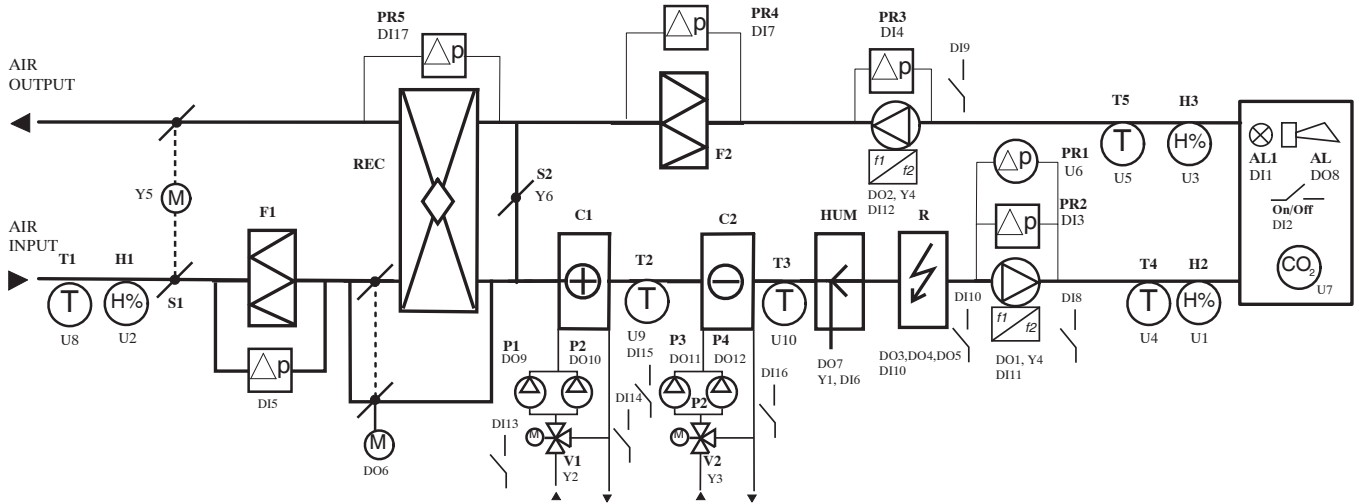 PR5
DI17
p
PR4
DI7
p
PR3
DI4
p
DI9
AIR
OUTPUT
T5
H3
T
U5
H%
U3
AL1
DI1
AL
DO8
On/Off
DI2
CO2
U7
REC
F2
f1
f2
DO2, Y4
DI12
p
PR1
U6
p
PR2
DI3
Y5
M
S2
Y6
AIR
INPUT
T1
H1
F1
C1
T2
C2
T3
HUM
R
T4
H2
T
U8
H%
U2
S1
T
U9
DI15
T
U10
DI10
f1
f2
DO1, Y4
DI11
DI8
T
U4
H%
U1
p
DI5
P1
DO9
P2
DO10
P3
DO11
P4
DO12
DO7
Y1, DI6
DO3,DO4,DO5
DI10
DI16
DI14
P2
DI13
M
DO6
M
V1
Y2
M
V2
Y3